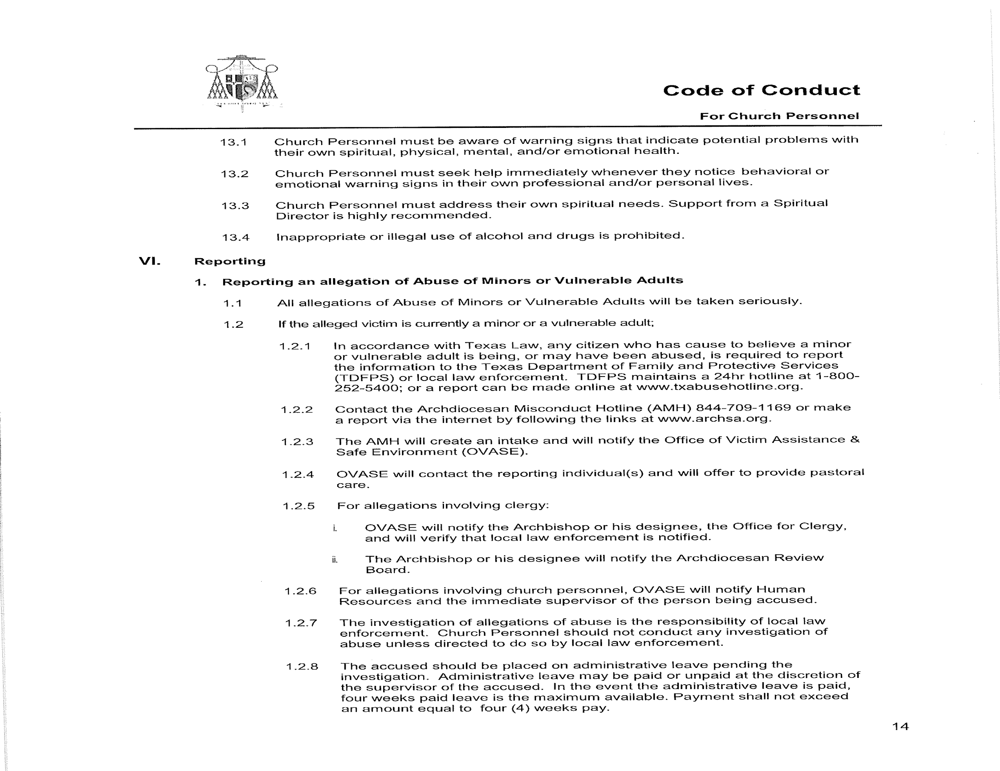 Code of Conduct
For Church Personnel
13.1 Church Personnel must be aware of warning signs that indicate potential problems with
their own spiritual, physical, mental, and/or emotional health.
13.2 Church Personnel must seek help immediately whenever they notice behavioral or
emotional warning signs in their own professional and/or personal lives.
13.3 Church Personnel must address their own spiritual needs. Support from a Spiritual
Director is highly recommended.
13.4 Inappropriate or illegal use of alcohol and drugs is prohibited.
VI. Reporting
1. Reporting an allegation of Abuse of Minors or Vulnerable Adults
1.1 All allegations of Abuse of Minors or Vulnerable Adults will be taken seriously.
1.2 If the alleged victim is currently a minor or a vulnerable adult;
1.2.1 In accordance with Texas Law, any citizen who has cause to believe a minor
or vulnerable adult is being, or may have been abused, is required to report
the information to the Texas Department of Family and Protective Services
(TDFPS) or local law enforcement. TDFPS maintains a 24hr hotline at 1-800-
252-5400; or a report can be made online at www.txabusehotline.org.
1.2.2 Contact the Archdiocesan Misconduct Hotline (AMH) 844-709-1169 or make
a report via the internet by following the links at www.archsa.org.
1.2.3 The AMH will create an intake and will notify the Office of Victim Assistance &
Safe Environment (OVASE).
1.2.4 OVASE will contact the reporting individual(s) and will offer to provide pastoral
care.
1.2.5 For allegations involving clergy:
i. OVASE will notify the Archbishop or his designee, the Office for Clergy,
and will verify that local law enforcement is notified.
ii. The Archbishop or his designee will notify the Archdiocesan Review
Board.
1.2.6 For allegations involving church personnel, OVASE will notify Human
Resources and the immediate supervisor of the person being accused.
1.2.7 The investigation of allegations of abuse is the responsibility of local law
enforcement. Church Personnel should not conduct any investigation of
abuse unless directed to do so by local law enforcement.
1.2.8 The accused should be placed on administrative leave pending the
investigation. Administrative leave may be paid or unpaid at the discretion of
the supervisor of the accused. In the event the administrative leave is paid,
four weeks paid leave is the maximum available. Payment shall not exceed
an amount equal to four (4) weeks pay.
14